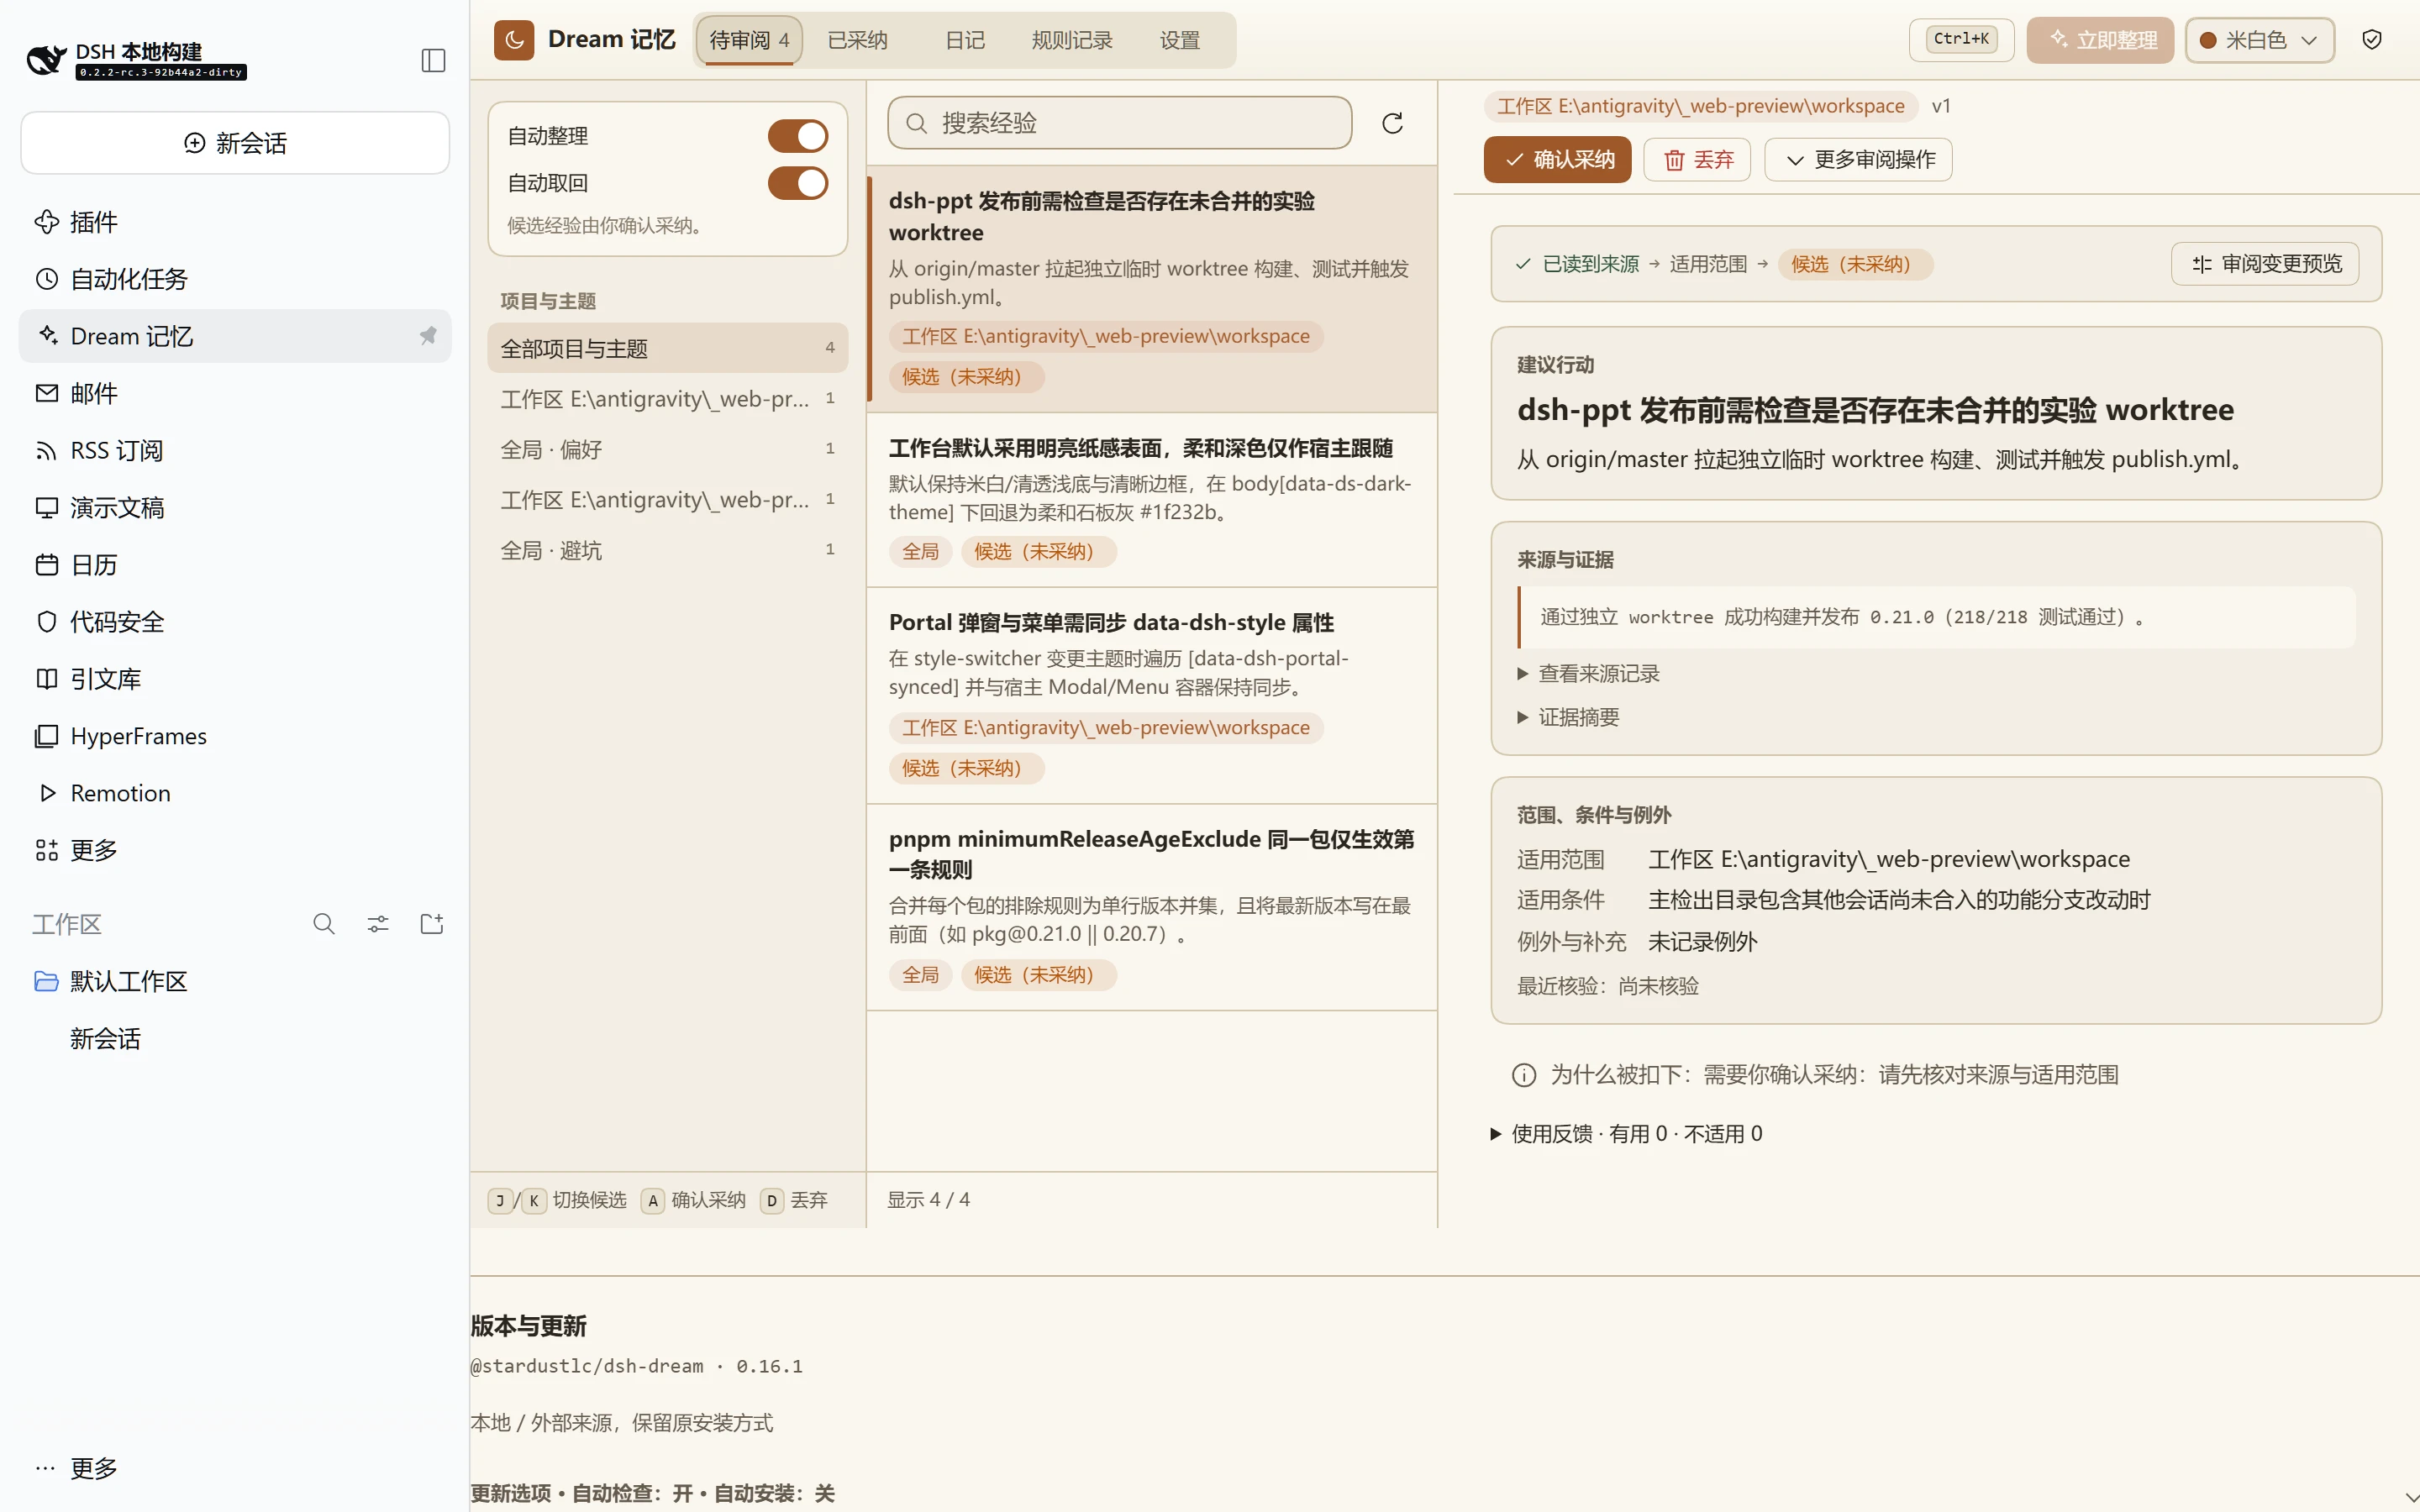 DSH 本地构建
0.2.2-rc.3-92b44a2-dirty
新会话
插件
自动化任务
Dream 记忆
邮件
RSS 订阅
演示文稿
日历
代码安全
引文库
HyperFrames
Remotion
更多
工作区
默认工作区
新会话
更多
Dream 记忆
待审阅 4
已采纳
日记
规则记录
设置
Ctrl+K
立即整理
米白色
自动整理
自动取回
候选经验由你确认采纳。
项目与主题
全部项目与主题 4
工作区 E:\antigravity\_web-pr... 1
全局 · 偏好 1
工作区 E:\antigravity\_web-pr... 1
全局 · 避坑 1
J / K 切换候选 A 确认采纳 D 丢弃
搜索经验
dsh-ppt 发布前需检查是否存在未合并的实验
worktree
从 origin/master 拉起独立临时 worktree 构建、测试并触发
publish.yml。
工作区 E:\antigravity\_web-preview\workspace
候选（未采纳）
工作台默认采用明亮纸感表面，柔和深色仅作宿主跟随
默认保持米白/清透浅底与清晰边框，在 body[data-ds-dark-
theme] 下回退为柔和石板灰 #1f232b。
全局 候选（未采纳）
Portal 弹窗与菜单需同步 data-dsh-style 属性
在 style-switcher 变更主题时遍历 [data-dsh-portal-
synced] 并与宿主 Modal/Menu 容器保持同步。
工作区 E:\antigravity\_web-preview\workspace
候选（未采纳）
pnpm minimumReleaseAgeExclude 同一包仅生效第
一条规则
合并每个包的排除规则为单行版本并集，且将最新版本写在最
前面（如 pkg@0.21.0 || 0.20.7）。
全局 候选（未采纳）
显示 4 / 4
工作区 E:\antigravity\_web-preview\workspace v1
确认采纳 丢弃 更多审阅操作
已读到来源 → 适用范围 → 候选（未采纳） 审阅变更预览
建议行动
dsh-ppt 发布前需检查是否存在未合并的实验 worktree
从 origin/master 拉起独立临时 worktree 构建、测试并触发 publish.yml。
来源与证据
通过独立 worktree 成功构建并发布 0.21.0（218/218 测试通过）。
查看来源记录
证据摘要
范围、条件与例外
适用范围 工作区 E:\antigravity\_web-preview\workspace
适用条件 主检出目录包含其他会话尚未合入的功能分支改动时
例外与补充 未记录例外
最近核验：尚未核验
为什么被扣下：需要你确认采纳：请先核对来源与适用范围
使用反馈 · 有用 0 · 不适用 0
版本与更新
@stardustlc/dsh-dream · 0.16.1
本地 / 外部来源，保留原安装方式
更新选项 • 自动检查：开 • 自动安装：关